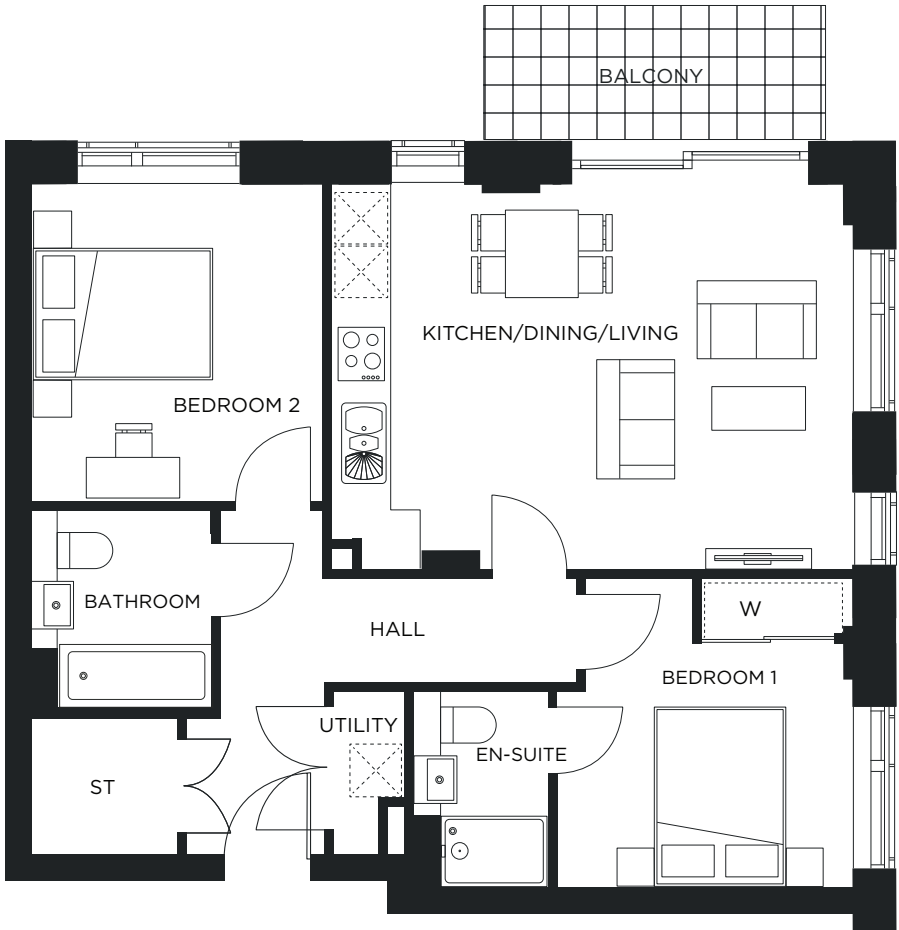 BALCONY
KITCHEN/DINING/LIVING
BEDROOM 2
BATHROOM
W
HALL
BEDROOM 1
UTILITY
EN-SUITE
ST